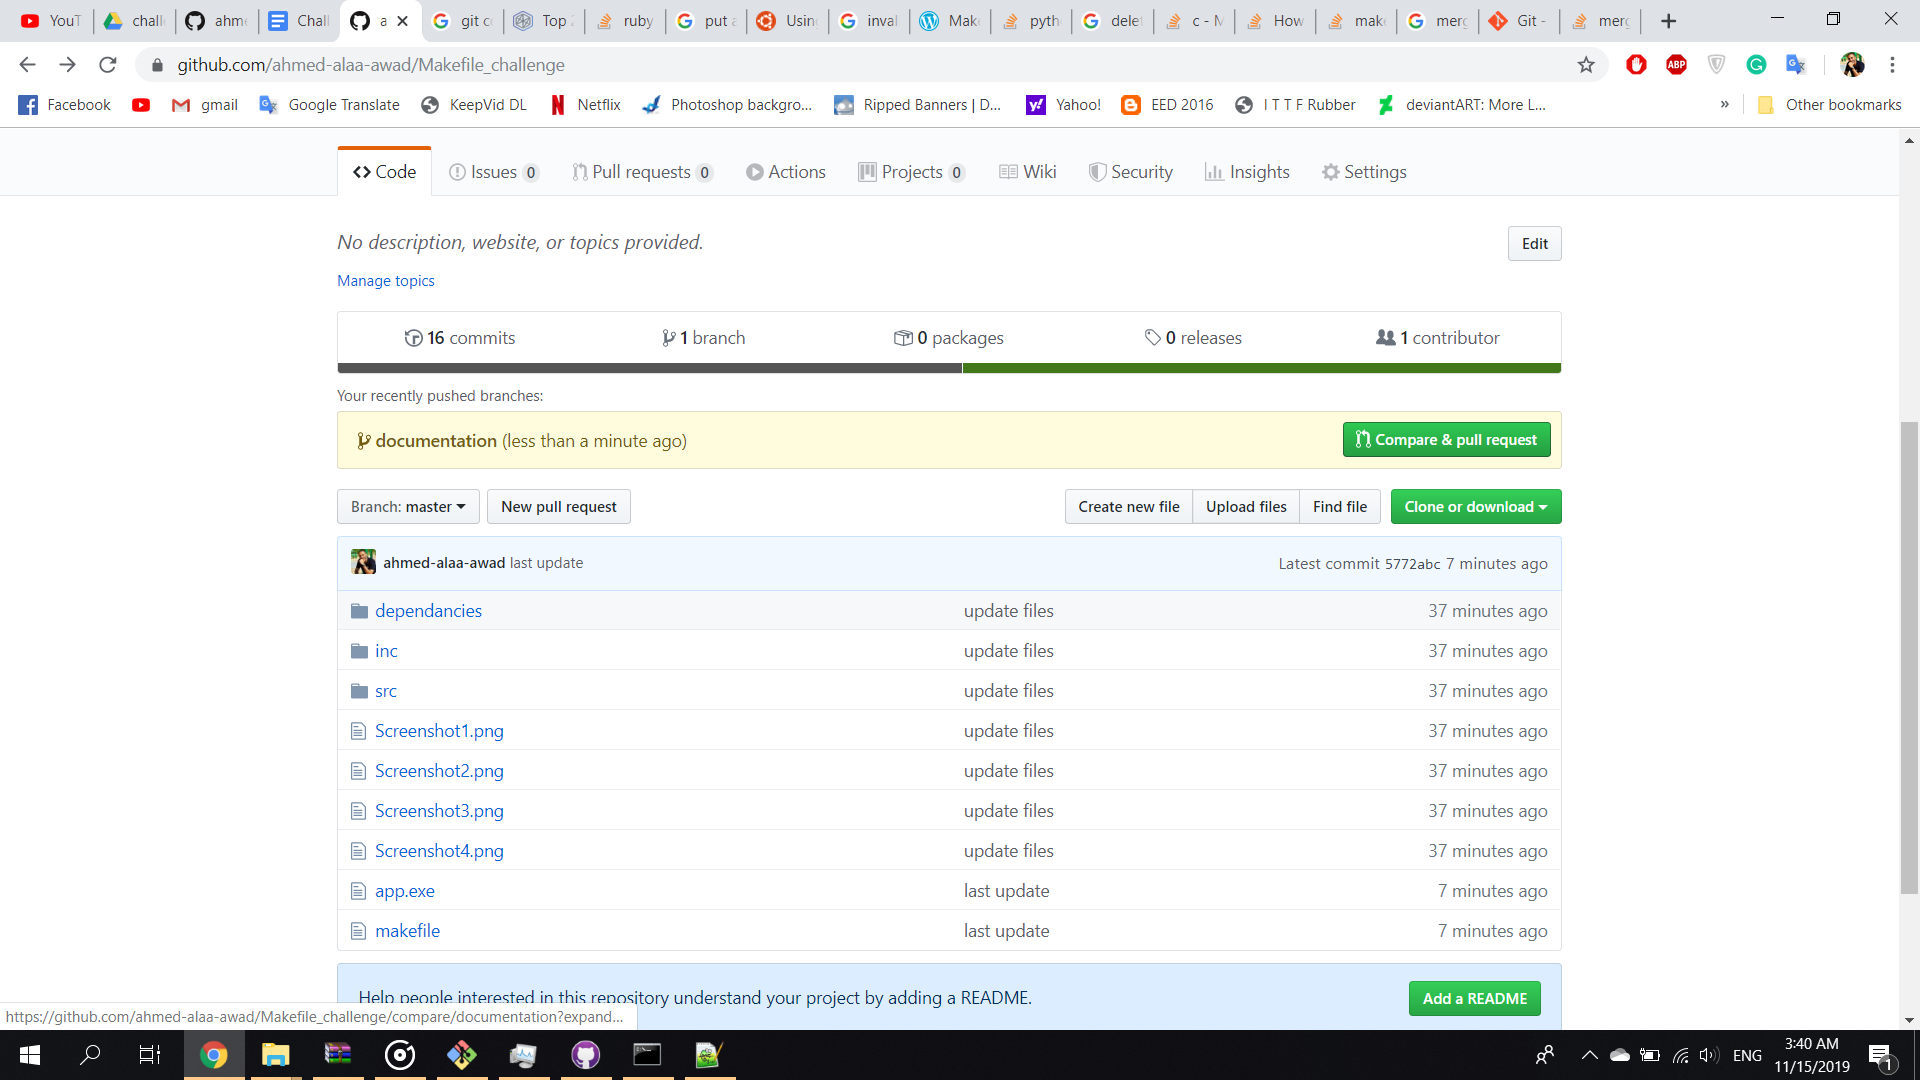 YouT
chall
ahme
Chall
a
git co
Top 2
ruby
put a
Using
inval
Make
pyth
delet
c - M
How
make
merg
Git -
merg
github.com/ahmed-alaa-awad/Makefile_challenge
ABP
Facebook
gmail
Google Translate
KeepVid DL
Netflix
Photoshop backgro...
Ripped Banners | D...
Yahoo!
EED 2016
I T T F Rubber
deviantART: More L...
»
Other bookmarks
Code
Issues 0
Pull requests 0
Actions
Projects 0
Wiki
Security
Insights
Settings
No description, website, or topics provided.
Edit
Manage topics
16 commits
1 branch
0 packages
0 releases
1 contributor
Your recently pushed branches:
documentation (less than a minute ago)
Compare & pull request
Branch: master
New pull request
Create new file
Upload files
Find file
Clone or download
ahmed-alaa-awad last update
Latest commit 5772abc 7 minutes ago
dependancies update files 37 minutes ago
inc update files 37 minutes ago
src update files 37 minutes ago
Screenshot1.png update files 37 minutes ago
Screenshot2.png update files 37 minutes ago
Screenshot3.png update files 37 minutes ago
Screenshot4.png update files 37 minutes ago
app.exe last update 7 minutes ago
makefile last update 7 minutes ago
Help people interested in this repository understand your project by adding a README.
Add a README
https://github.com/ahmed-alaa-awad/Makefile_challenge/compare/documentation?expand...
ENG
3:40 AM
11/15/2019
1